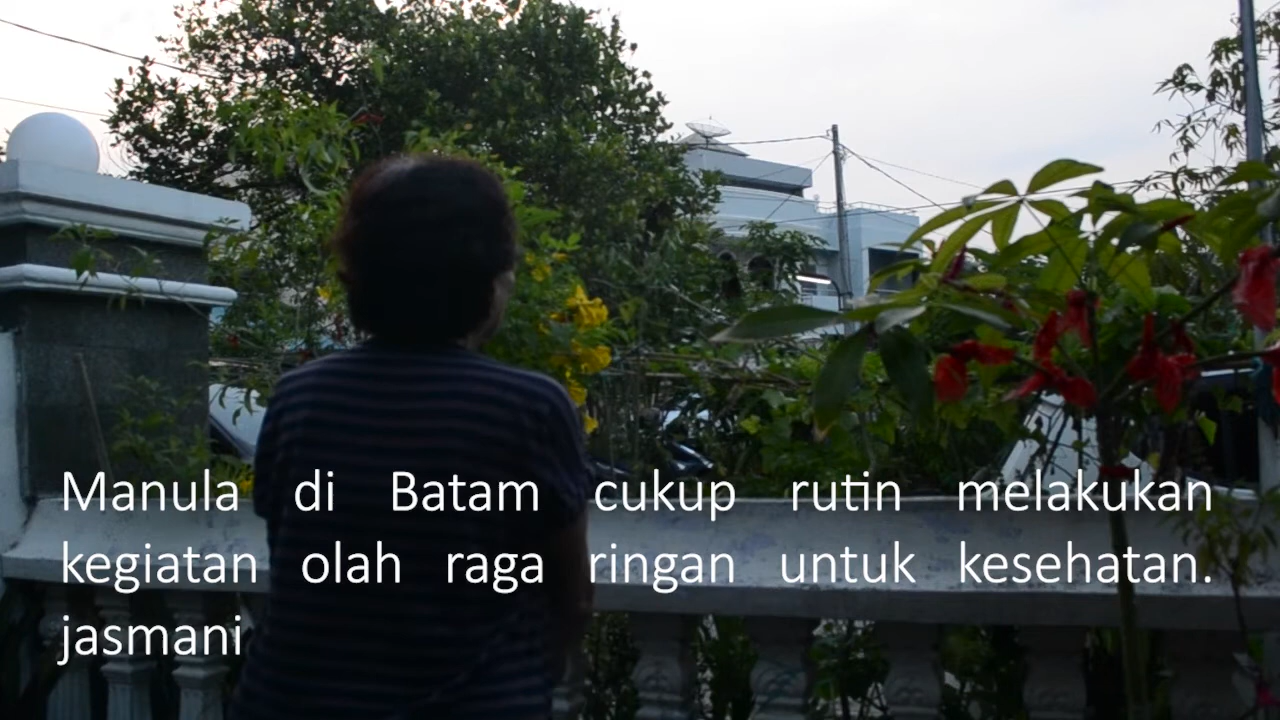 Manula di Batam cukup rutin melakukan
kegiatan olah raga ringan untuk kesehatan.
jasmani